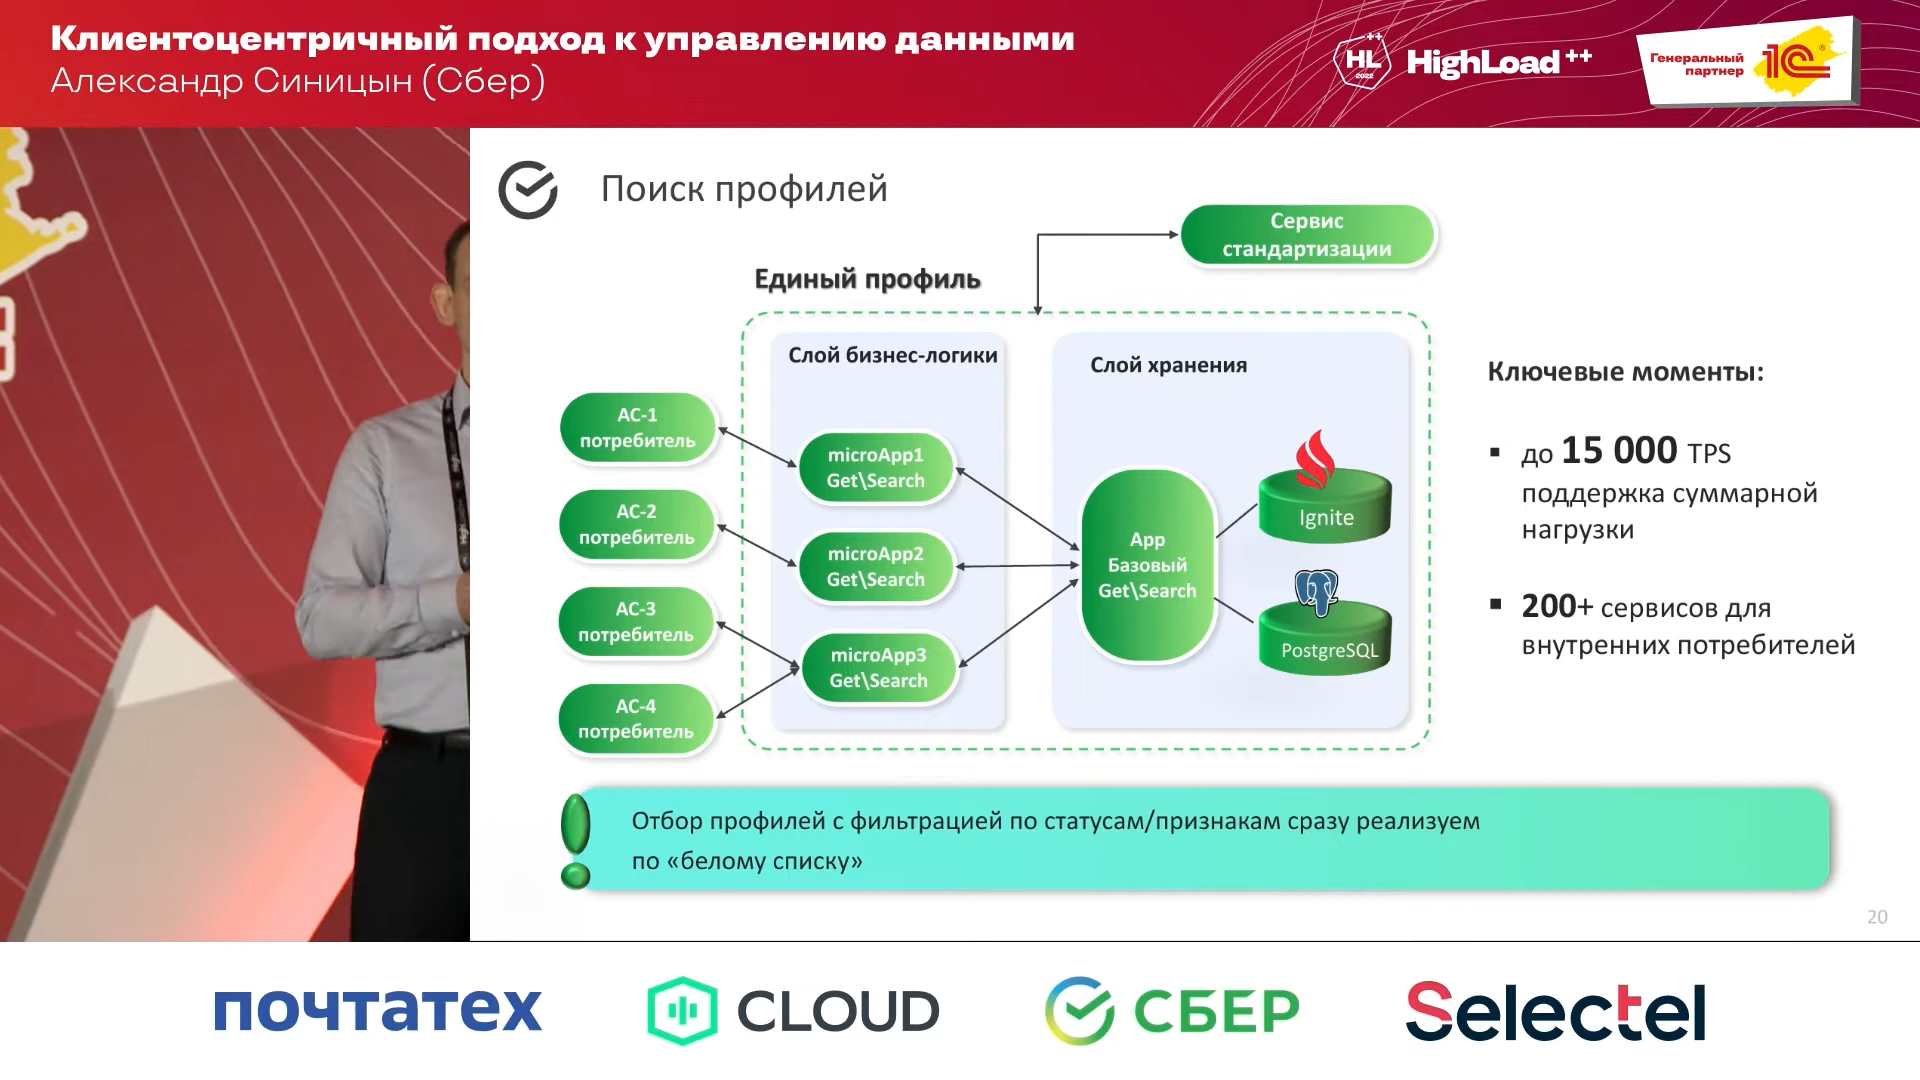 Клиентоцентричный подход к управлению данными
Александр Синицын (Сбер)
HL++
2022
HighLoad++
Генеральный
партнер
1С
Поиск профилей
Сервис
стандартизации
Единый профиль
Слой бизнес-логики
Слой хранения
АС-1
потребитель
АС-2
потребитель
АС-3
потребитель
АС-4
потребитель
microApp1
Get\Search
microApp2
Get\Search
microApp3
Get\Search
App
Базовый
Get\Search
Ignite
PostgreSQL
Ключевые моменты:
▪ до 15 000 TPS
поддержка суммарной
нагрузки
▪ 200+ сервисов для
внутренних потребителей
Отбор профилей с фильтрацией по статусам/признакам сразу реализуем
по «белому списку»
20
почтатех
CLOUD
СБЕР
Selectel